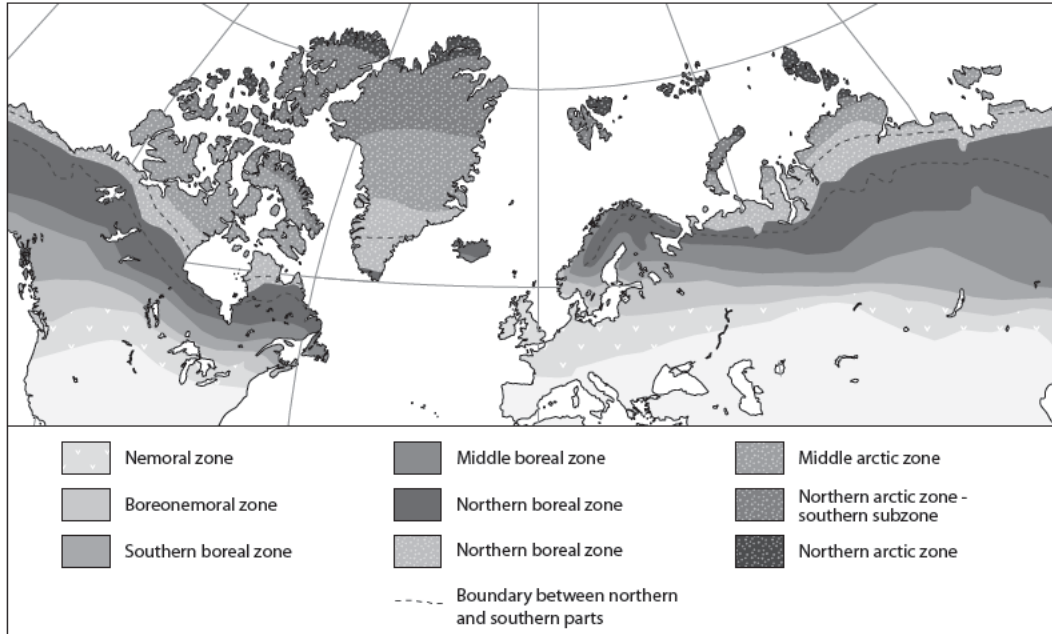 Nemoral zone
Boreonemoral zone
Southern boreal zone
Middle boreal zone
Northern boreal zone
Northern boreal zone
Boundary between northern
and southern parts
Middle arctic zone
Northern arctic zone -
southern subzone
Northern arctic zone